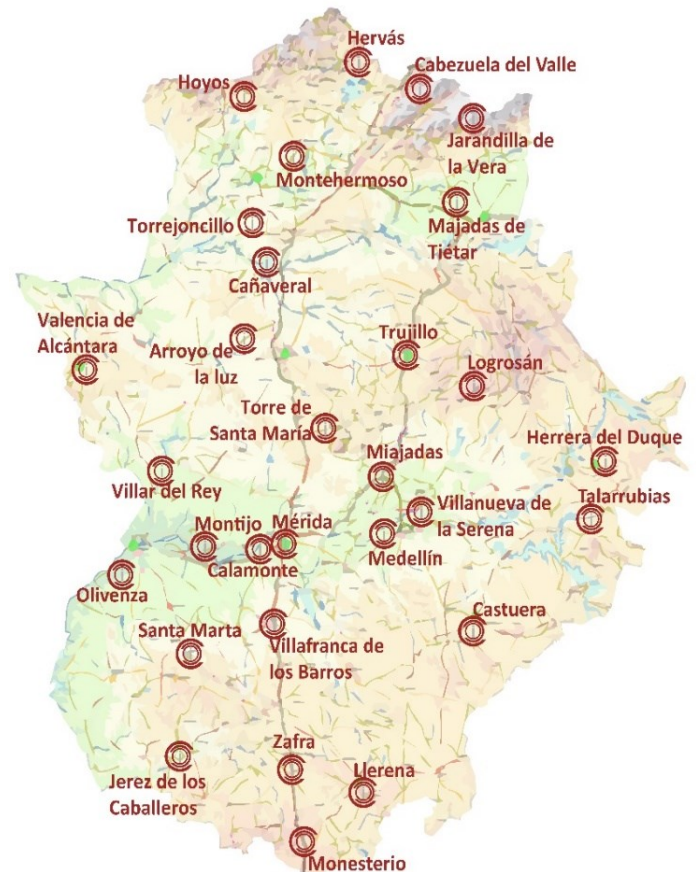 Hervás
Cabezuela del Valle
Hoyos
Jarandilla de
la Vera
Montehermoso
Torrejoncillo
Majadas de
Tiétar
Cañaveral
Valencia de
Alcántara
Arroyo de
la luz
Trujillo
Logrosán
Torre de
Santa María
Herrera del Duque
Miajadas
Villar del Rey
Villanueva de
la Serena
Talarrubias
Montijo
Mérida
Medellín
Calamonte
Olivenza
Santa Marta
Castuera
Villafranca de
los Barros
Zafra
Llerena
Jerez de los
Caballeros
Monesterio